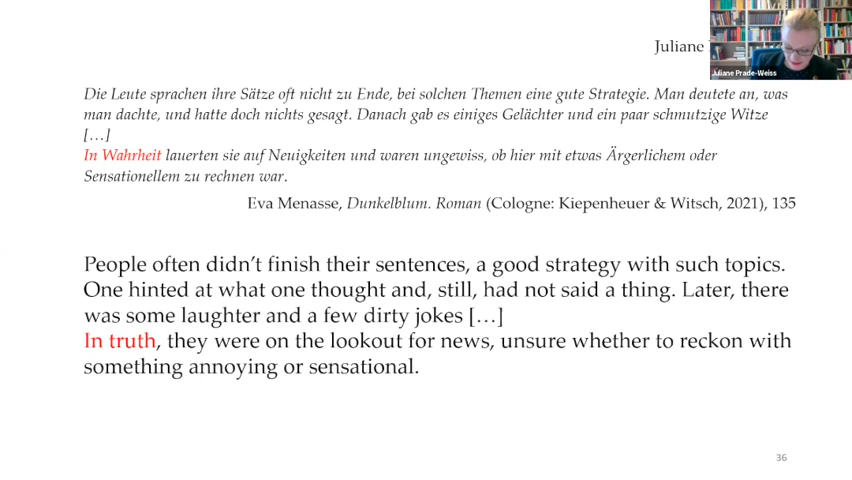 Juliane
Juliane Prade-Weiss
Die Leute sprachen ihre Sätze oft nicht zu Ende, bei solchen Themen eine gute Strategie. Man deutete an, was
man dachte, und hatte doch nichts gesagt. Danach gab es einiges Gelächter und ein paar schmutzige Witze
[…]
In Wahrheit lauerten sie auf Neuigkeiten und waren ungewiss, ob hier mit etwas Ärgerlichem oder
Sensationellem zu rechnen war.
Eva Menasse, Dunkelblum. Roman (Cologne: Kiepenheuer & Witsch, 2021), 135
People often didn’t finish their sentences, a good strategy with such topics.
One hinted at what one thought and, still, had not said a thing. Later, there
was some laughter and a few dirty jokes […]
In truth, they were on the lookout for news, unsure whether to reckon with
something annoying or sensational.
36